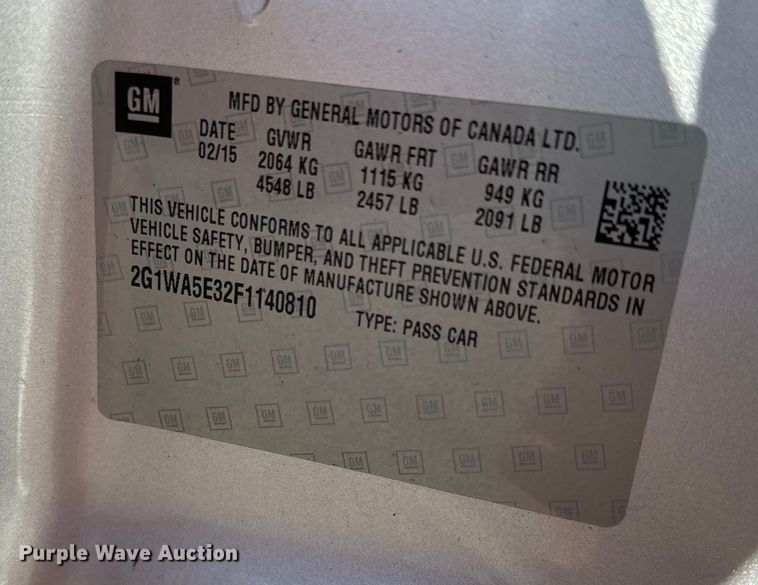 GM
MFD BY GENERAL MOTORS OF CANADA LTD.
DATE GVWR GAWR FRT GAWR RR
02/15 2064 KG 1115 KG 949 KG
4548 LB 2457 LB 2091 LB
THIS VEHICLE CONFORMS TO ALL APPLICABLE U.S. FEDERAL MOTOR
VEHICLE SAFETY, BUMPER, AND THEFT PREVENTION STANDARDS IN
EFFECT ON THE DATE OF MANUFACTURE SHOWN ABOVE.
2G1WA5E32F1140810 TYPE: PASS CAR
Purple Wave Auction